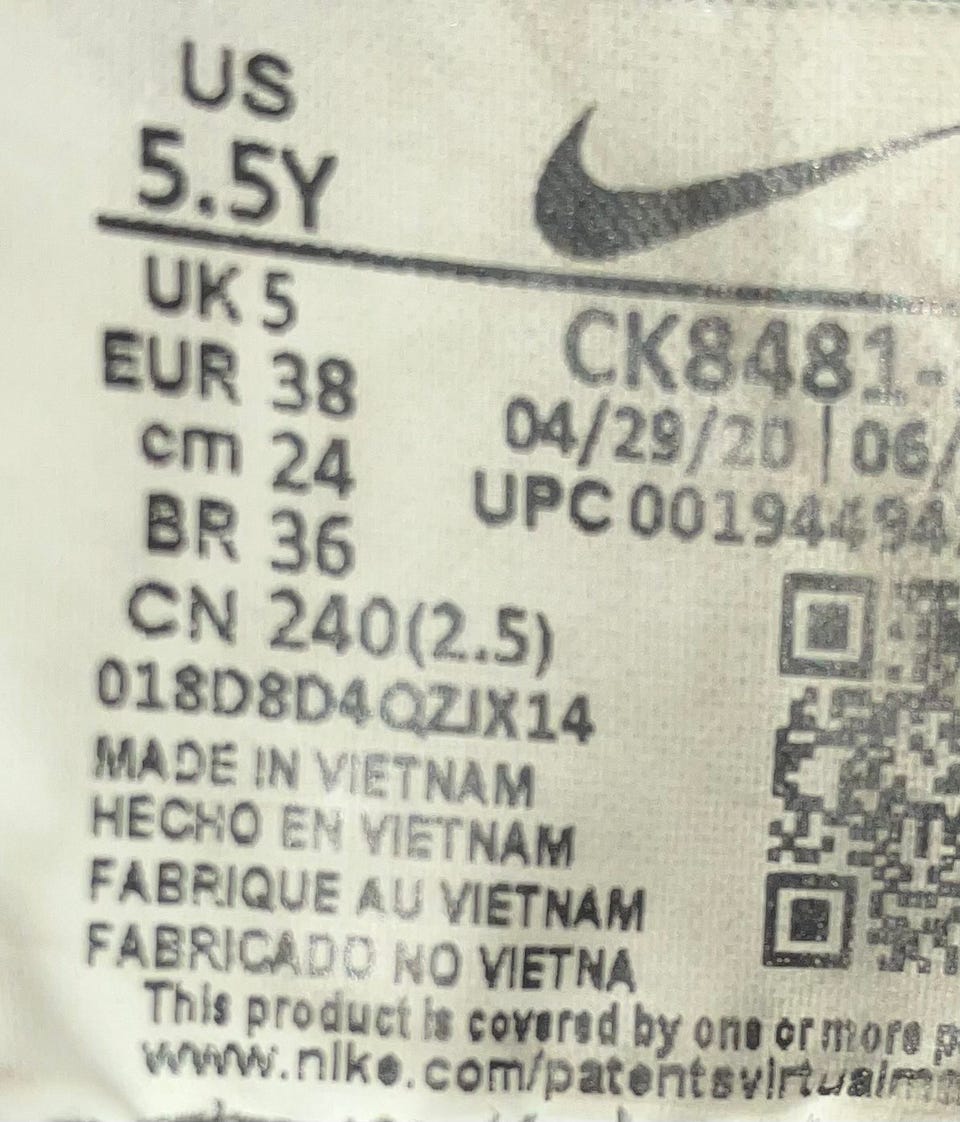 US
5.5Y
UK 5
EUR 38
cm 24
BR 36
CN 240(2.5)
CK8481-
04/29/20 | 06/
UPC 00194494
018D8D4QZJX14
MADE IN VIETNAM
HECHO EN VIETNAM
FABRIQUE AU VIETNAM
FABRICADO NO VIETNA
This product is covered by one or more
www.nike.com/patentsvirtualm